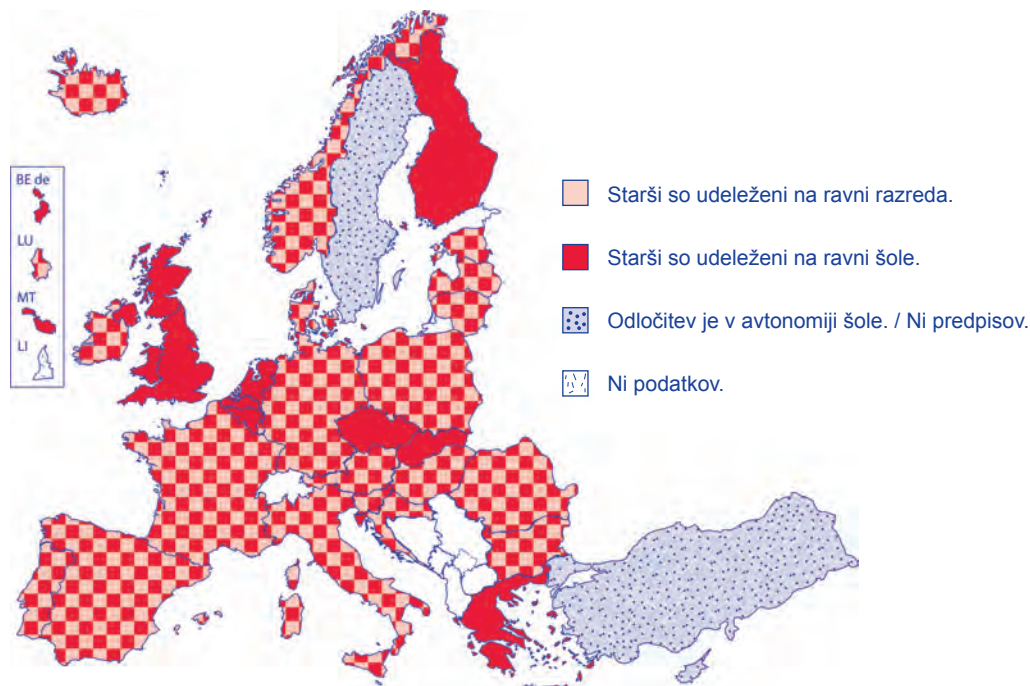 BE de
LU
MT
LI
Starši so udeleženi na ravni razreda.
Starši so udeleženi na ravni šole.
Odločitev je v avtonomiji šole. / Ni predpisov.
Ni podatkov.